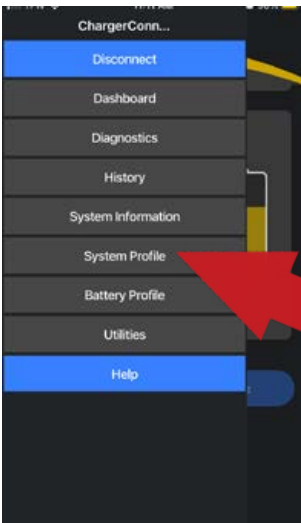 ChargerConn...
Disconnect
Dashboard
Diagnostics
History
System Information
System Profile
Battery Profile
Utilities
Help